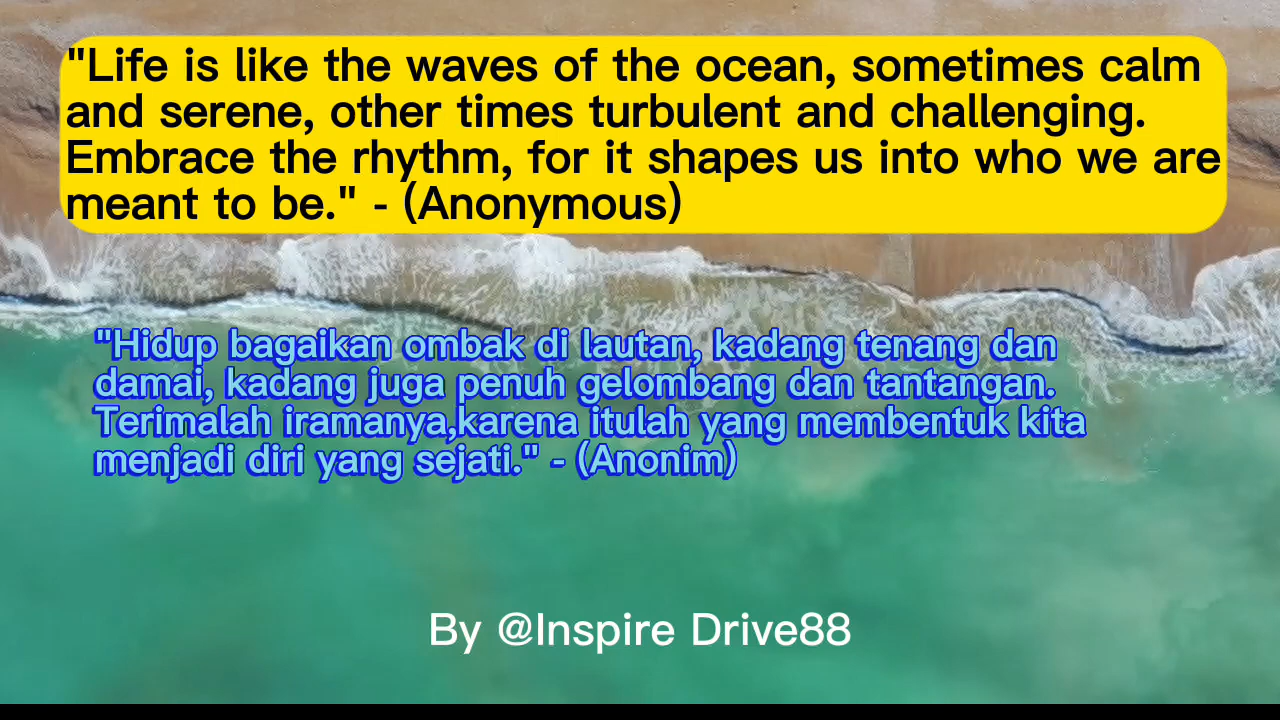 "Life is like the waves of the ocean, sometimes calm
and serene, other times turbulent and challenging.
Embrace the rhythm, for it shapes us into who we are
meant to be." - (Anonymous)
"Hidup bagaikan ombak di lautan, kadang tenang dan
damai, kadang juga penuh gelombang dan tantangan.
Terimalah iramanya,karena itulah yang membentuk kita
menjadi diri yang sejati." - (Anonim)
By @Inspire Drive88